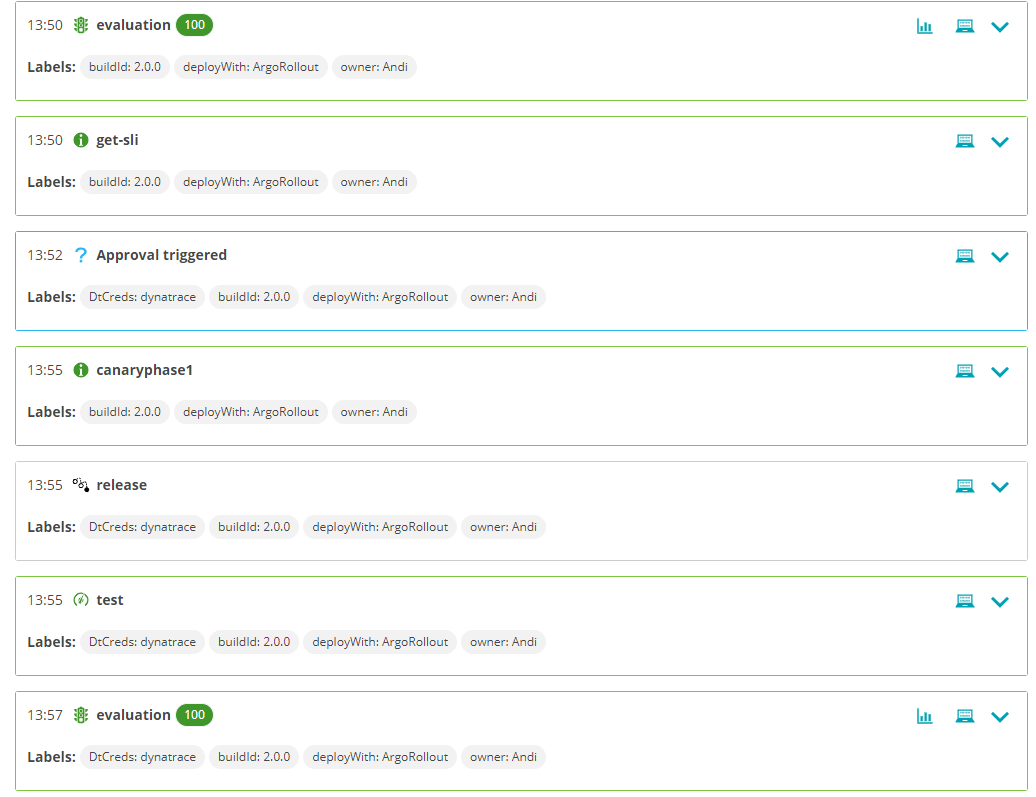 13:50 evaluation 100
Labels: buildId: 2.0.0 deployWith: ArgoRollout owner: Andi
13:50 get-sli
Labels: buildId: 2.0.0 deployWith: ArgoRollout owner: Andi
13:52 Approval triggered
Labels: DtCreds: dynatrace buildId: 2.0.0 deployWith: ArgoRollout owner: Andi
13:55 canaryphase1
Labels: buildId: 2.0.0 deployWith: ArgoRollout owner: Andi
13:55 release
Labels: DtCreds: dynatrace buildId: 2.0.0 deployWith: ArgoRollout owner: Andi
13:55 test
Labels: DtCreds: dynatrace buildId: 2.0.0 deployWith: ArgoRollout owner: Andi
13:57 evaluation 100
Labels: DtCreds: dynatrace buildId: 2.0.0 deployWith: ArgoRollout owner: Andi